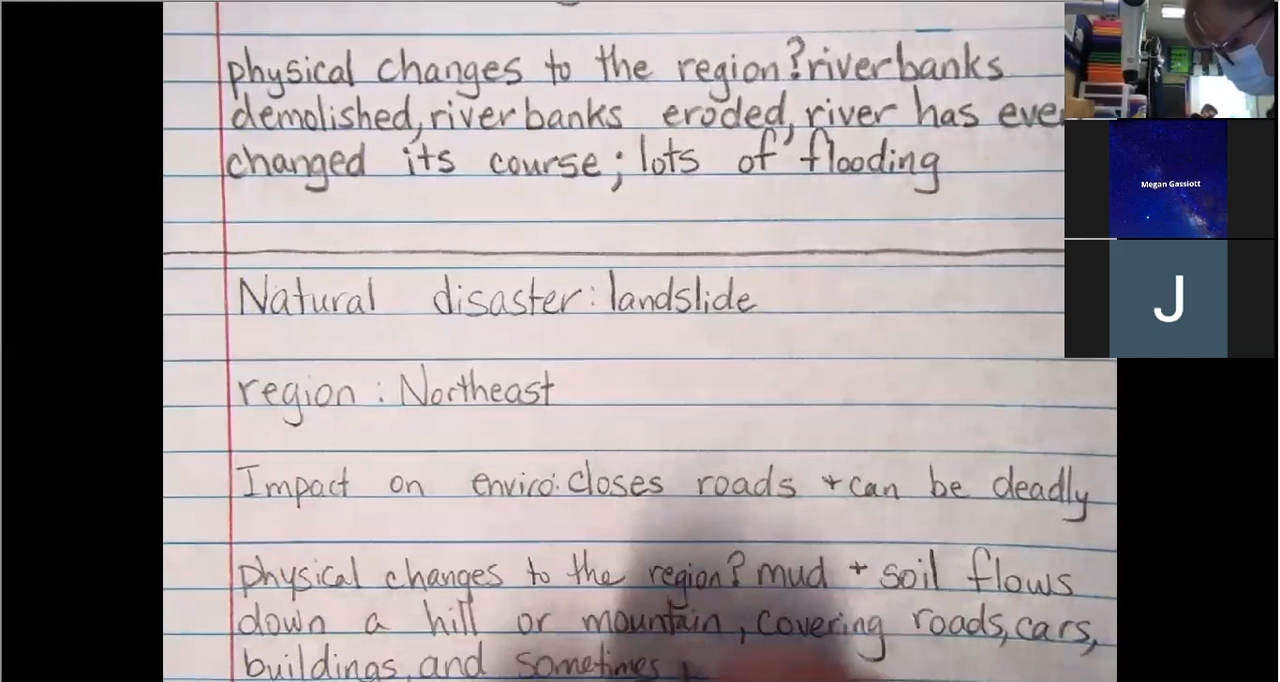 physical changes to the region?riverbanks
demolished, riverbanks eroded, river has eve
changed its course; lots of flooding
Natural disaster: landslide
region: Northeast
Impact on enviro: closes roads + can be deadly
physical changes to the region? mud + soil flows
down a hill or mountain, covering roads, cars,
buildings, and sometimes
Megan Gassiott
J